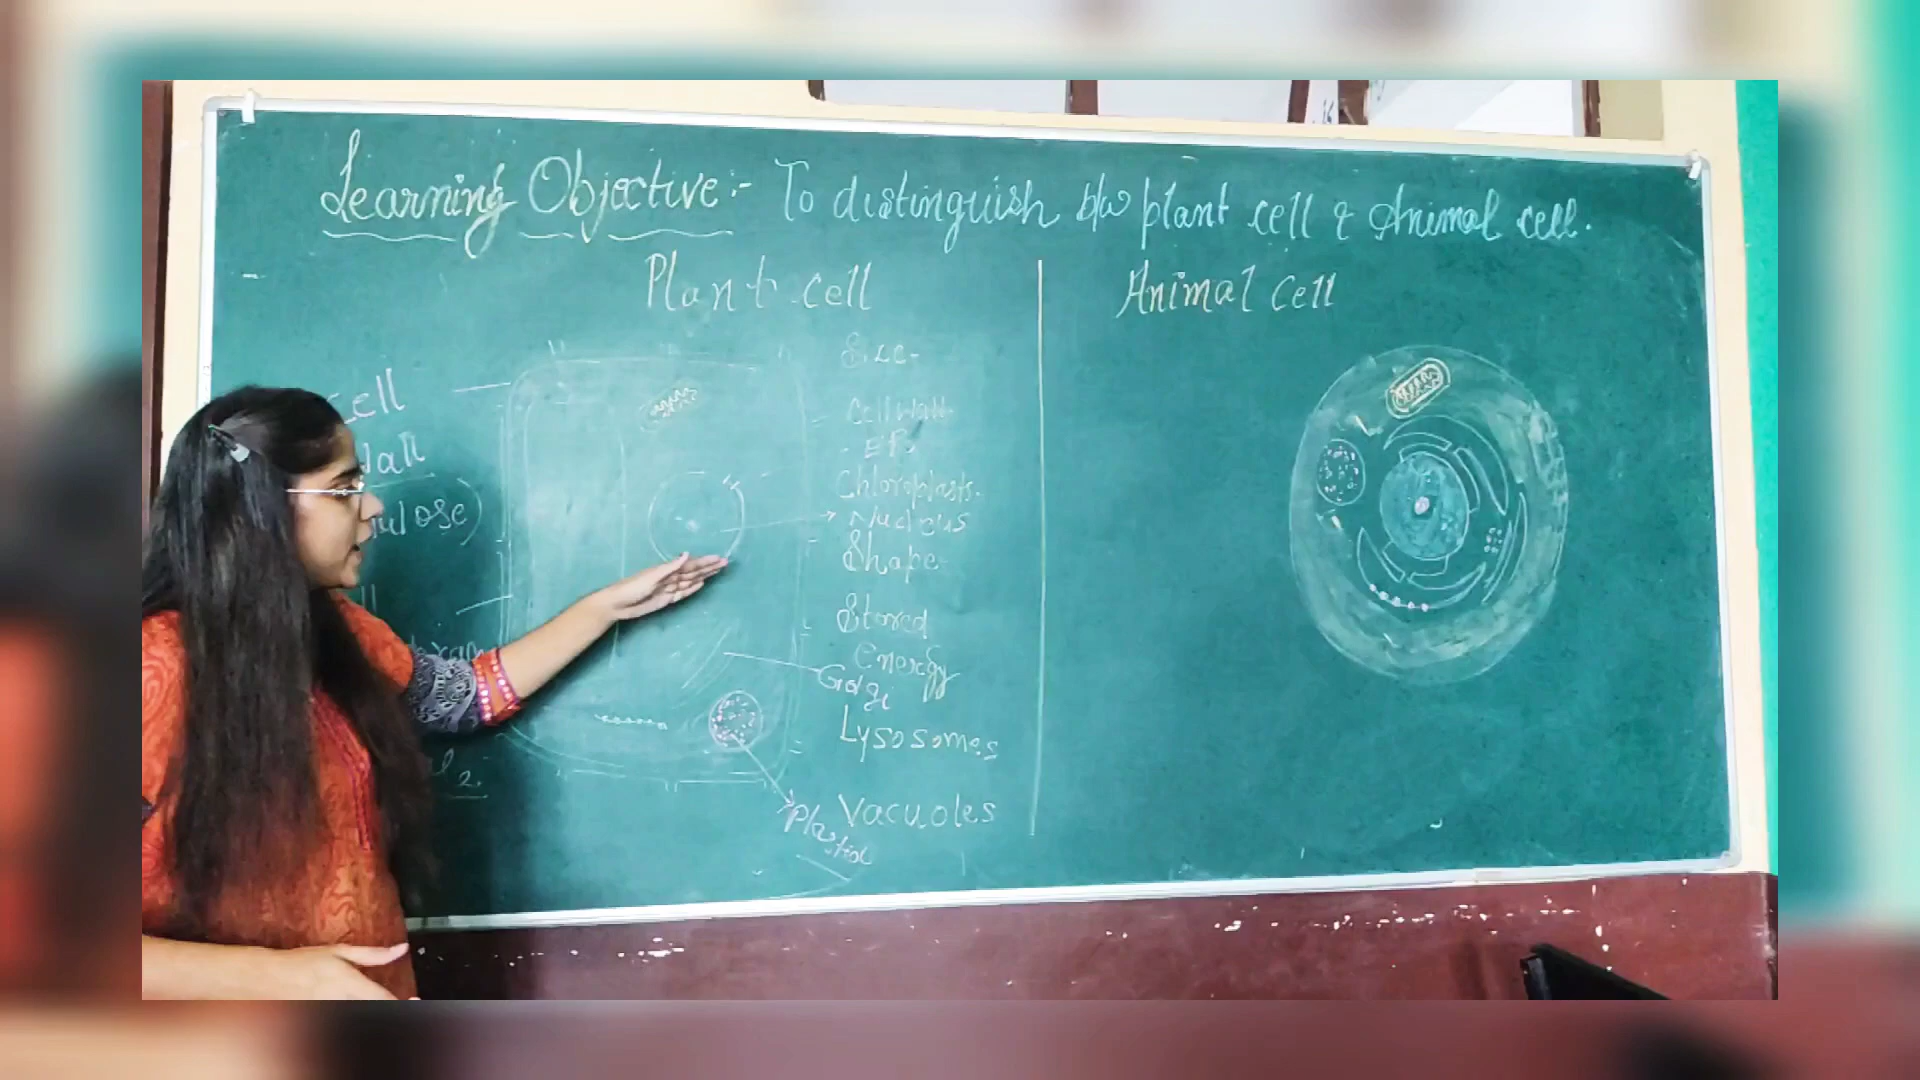 Learning Objective:- To distinguish b/w plant cell & Animal cell.
Plant cell
Animal Cell
Cell
Wall
ulose)
2.
Size-
Cell Wall-
Chloroplasts-
Nucleus
Shape-
Stored
energy
Golgi
Lysosomes
Vacuoles
Plastid